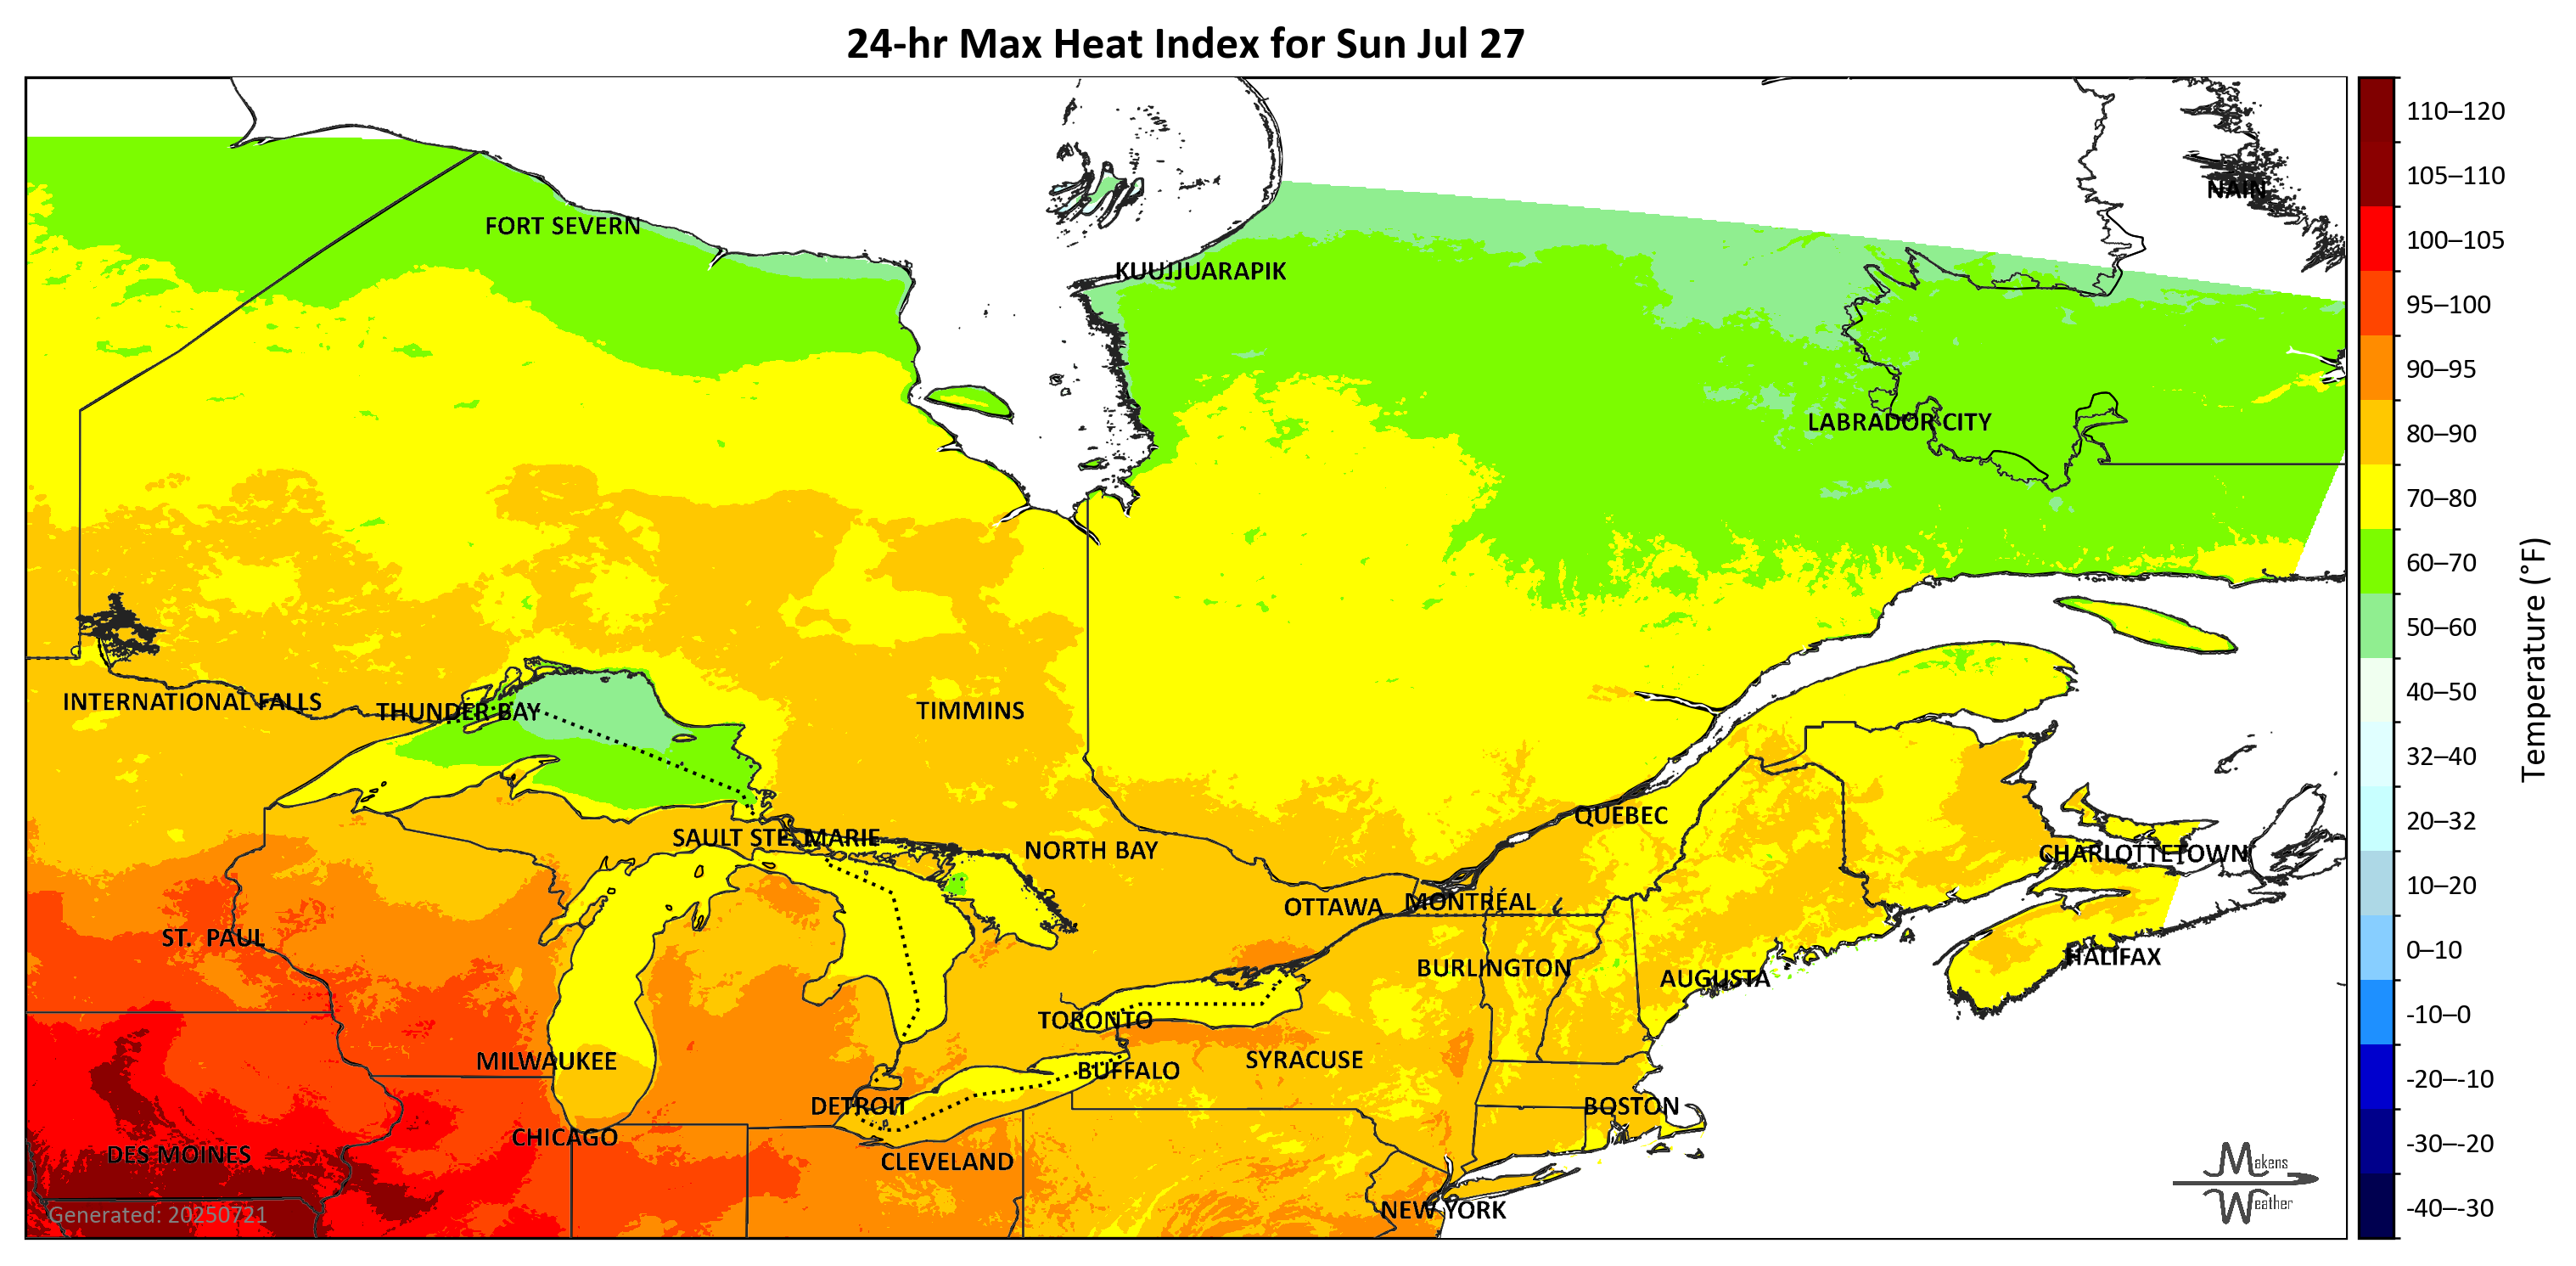 24-hr Max Heat Index for Sun Jul 27
110–120
105–110
100–105
95–100
90–95
80–90
70–80
60–70
50–60
40–50
32–40
20–32
10–20
0–10
-10–0
-20–-10
-30–-20
-40–-30
Temperature (°F)
NAIN
FORT SEVERN
KUUJJUARAPIK
LABRADOR CITY
INTERNATIONAL FALLS
THUNDER BAY
TIMMINS
QUEBEC
SAULT STE. MARIE
NORTH BAY
CHARLOTTETOWN
OTTAWA
MONTRÉAL
ST. PAUL
HALIFAX
BURLINGTON
AUGUSTA
TORONTO
MILWAUKEE
BUFFALO
SYRACUSE
DETROIT
BOSTON
CHICAGO
DES MOINES
CLEVELAND
NEW YORK
Generated: 20250721
Makens
Weather